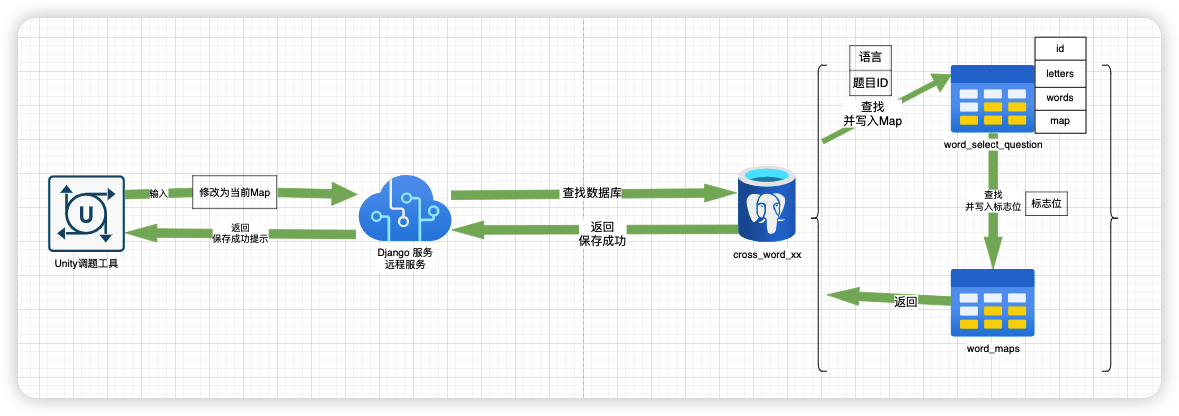 U
Unity调题工具
输入
修改为当前Map
返回
保存成功提示
Django 服务
远程服务
查找数据库
返回
保存成功
cross_word_xx
语言
题目ID
查找
并写入Map
id
letters
words
map
word_select_question
查找
并写入标志位
标志位
返回
word_maps